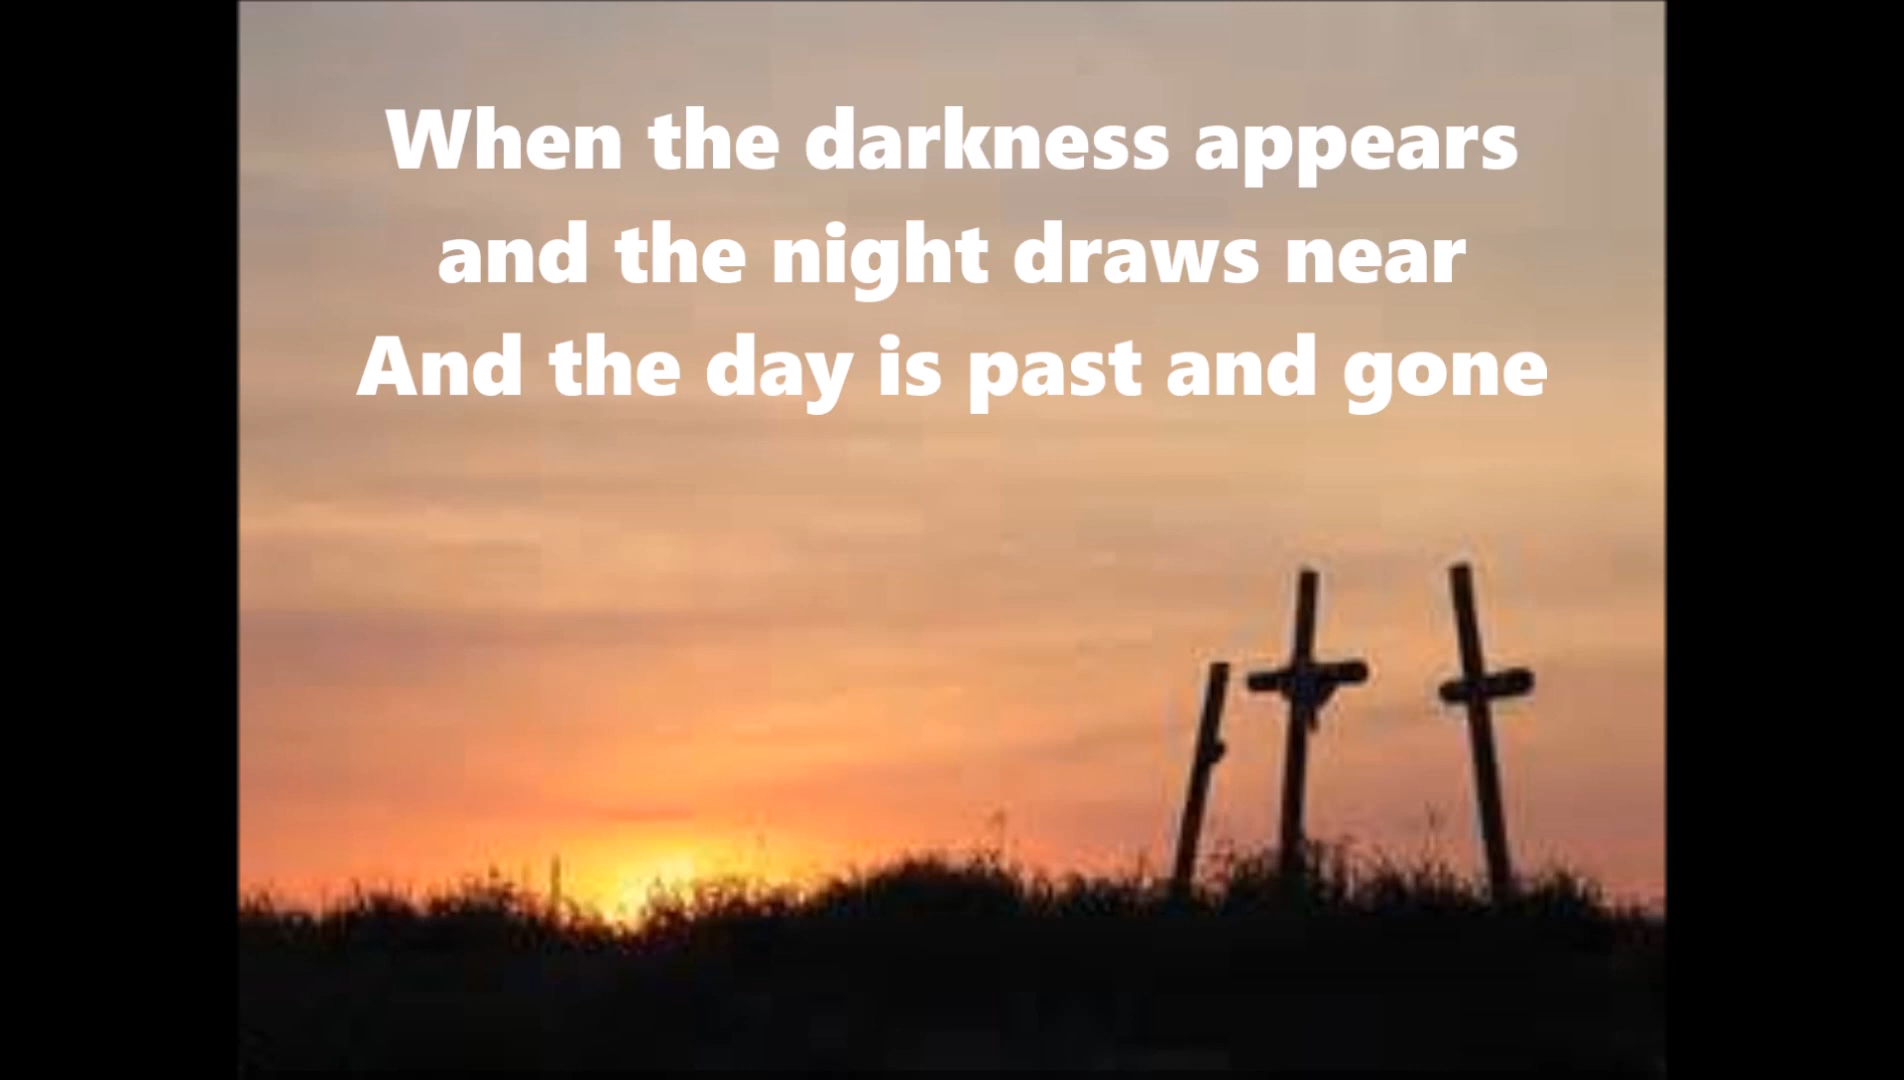 When the darkness appears
and the night draws near
And the day is past and gone